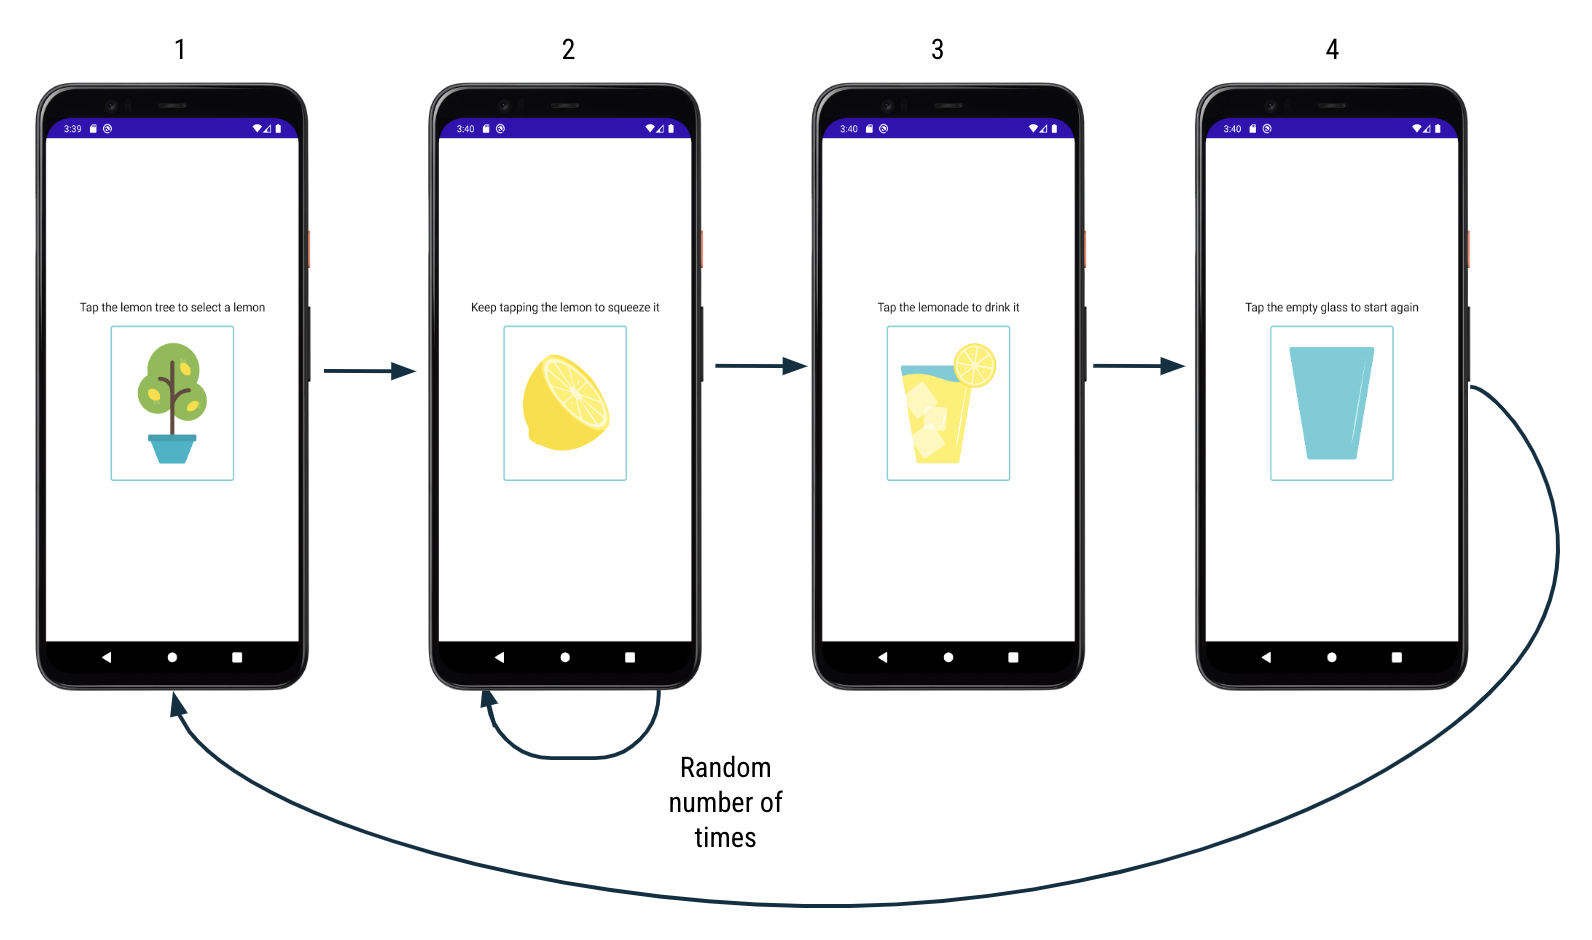 1
2
3
4
3:39
3:40
3:40
3:40
Tap the lemon tree to select a lemon
Keep tapping the lemon to squeeze it
Tap the lemonade to drink it
Tap the empty glass to start again
Random
number of
times